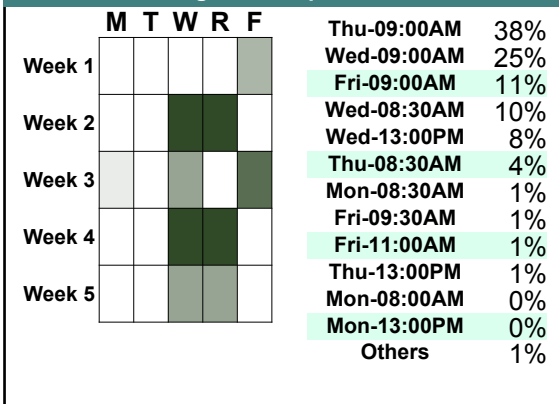 M T W R F
Week 1
Week 2
Week 3
Week 4
Week 5
Thu-09:00AM 38%
Wed-09:00AM 25%
Fri-09:00AM 11%
Wed-08:30AM 10%
Wed-13:00PM 8%
Thu-08:30AM 4%
Mon-08:30AM 1%
Fri-09:30AM 1%
Fri-11:00AM 1%
Thu-13:00PM 1%
Mon-08:00AM 0%
Mon-13:00PM 0%
Others 1%